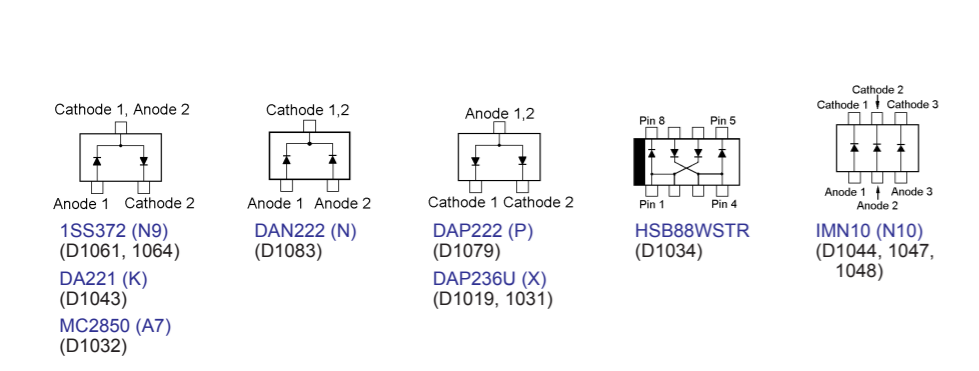 Cathode 1, Anode 2
Anode 1 Cathode 2
1SS372 (N9)
(D1061, 1064)
DA221 (K)
(D1043)
MC2850 (A7)
(D1032)
Cathode 1,2
Anode 1 Anode 2
DAN222 (N)
(D1083)
Anode 1,2
Cathode 1 Cathode 2
DAP222 (P)
(D1079)
DAP236U (X)
(D1019, 1031)
Pin 8 Pin 5
Pin 1 Pin 4
HSB88WSTR
(D1034)
Cathode 2
Cathode 1 Cathode 3
Anode 1 Anode 3
Anode 2
IMN10 (N10)
(D1044, 1047,
1048)